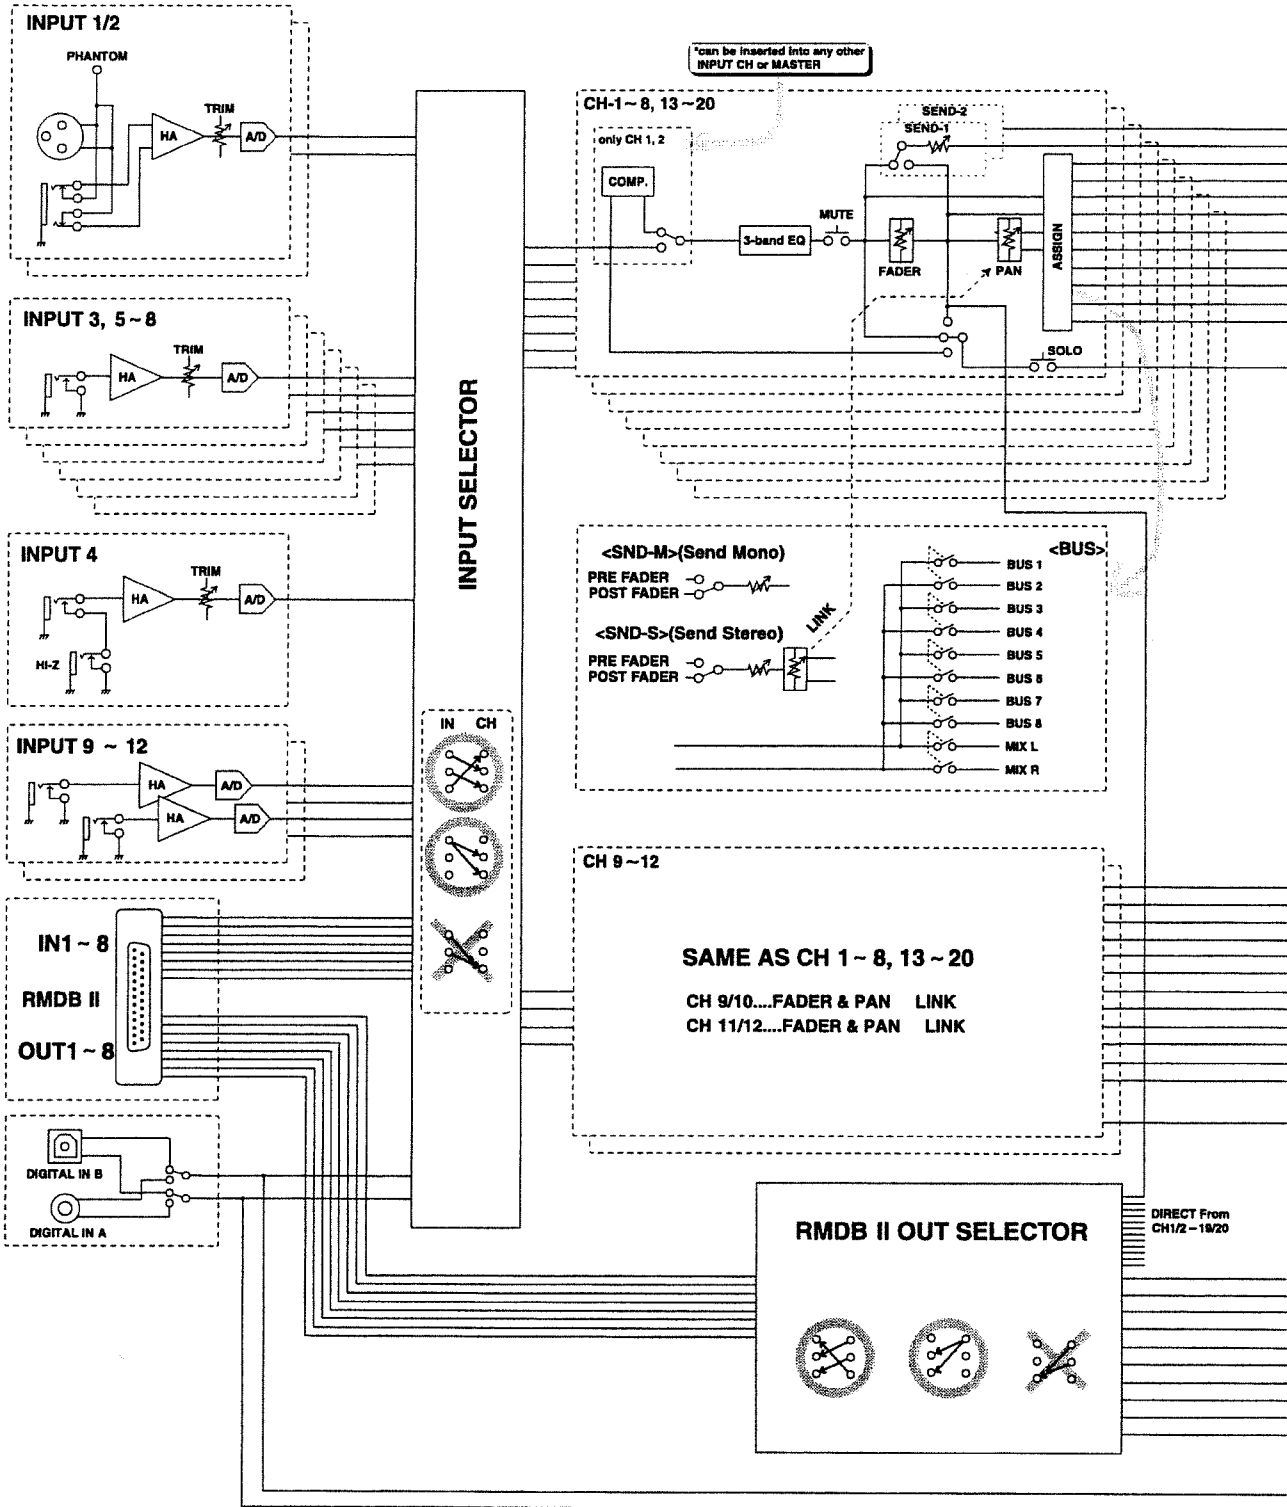 INPUT 1/2
PHANTOM
HA
TRIM
A/D
INPUT 3, 5~8
TRIM
HA
A/D
INPUT 4
TRIM
HA
A/D
HI-Z
INPUT 9 ~ 12
HA
A/D
HA
A/D
IN1~8
RMDB II
OUT1~8
DIGITAL IN B
DIGITAL IN A
INPUT SELECTOR
IN CH
*can be inserted into any other
INPUT CH or MASTER
CH-1~8, 13~20
only CH 1, 2
COMP.
3-band EQ
MUTE
FADER
SEND-2
SEND-1
PAN
ASSIGN
SOLO
<SND-M>(Send Mono)
PRE FADER
POST FADER
<SND-S>(Send Stereo)
PRE FADER
POST FADER
LINK
<BUS>
BUS 1
BUS 2
BUS 3
BUS 4
BUS 5
BUS 6
BUS 7
BUS 8
MIX L
MIX R
CH 9~12
SAME AS CH 1~8, 13~20
CH 9/10....FADER & PAN LINK
CH 11/12....FADER & PAN LINK
RMDB II OUT SELECTOR
DIRECT From
CH1/2-19/20